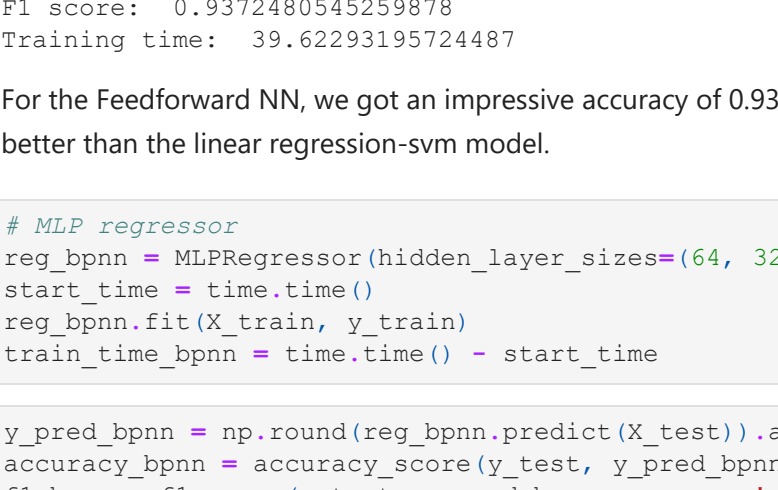 F1 score:  0.9372480545259878
Training time:  39.62293195724487
For the Feedforward NN, we got an impressive accuracy of 0.93
better than the linear regression-svm model.
# MLP regressor
reg_bpnn = MLPRegressor(hidden_layer_sizes=(64, 32
start_time = time.time()
reg_bpnn.fit(X_train, y_train)
train_time_bpnn = time.time() - start_time
y_pred_bpnn = np.round(reg_bpnn.predict(X_test)).a
accuracy_bpnn = accuracy_score(y_test, y_pred_bpnn